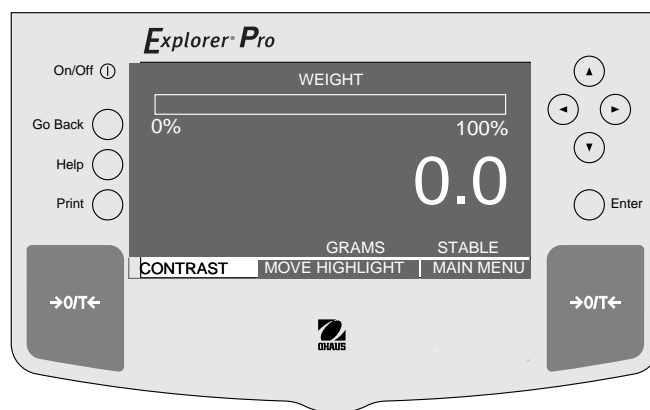 Explorer® Pro
On/Off
WEIGHT
Go Back
0% 100%
Help
0.0
Print
Enter
GRAMS STABLE
CONTRAST MOVE HIGHLIGHT MAIN MENU
→0/T← →0/T←
OHAUS